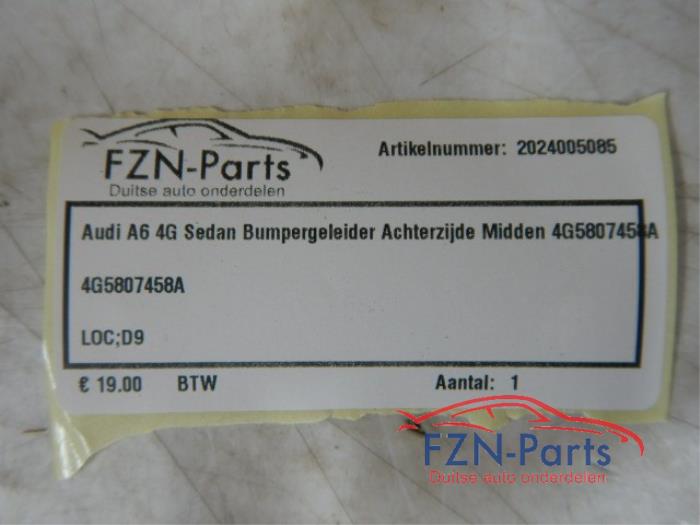 FZN-Parts
Duitse auto onderdelen
Artikelnummer: 2024005085
Audi A6 4G Sedan Bumpergeleider Achterzijde Midden 4G5807458A
4G5807458A
LOC;D9
€ 19.00 BTW Aantal: 1
FZN-Parts
Duitse auto onderdelen